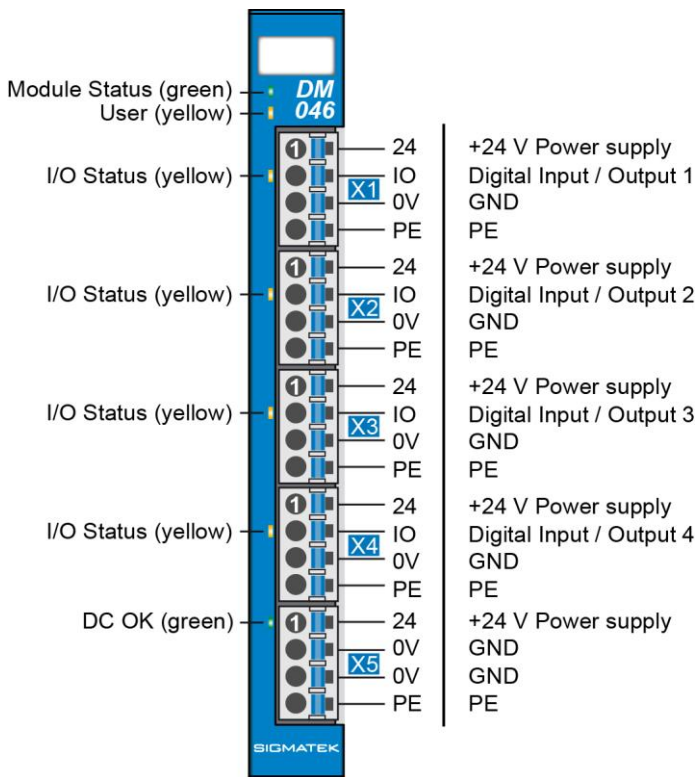 DM
046
Module Status (green)
User (yellow)
I/O Status (yellow)
1
X1
24 +24 V Power supply
IO Digital Input / Output 1
0V GND
PE PE
I/O Status (yellow)
1
X2
24 +24 V Power supply
IO Digital Input / Output 2
0V GND
PE PE
I/O Status (yellow)
1
X3
24 +24 V Power supply
IO Digital Input / Output 3
0V GND
PE PE
I/O Status (yellow)
1
X4
24 +24 V Power supply
IO Digital Input / Output 4
0V GND
PE PE
DC OK (green)
1
X5
24 +24 V Power supply
0V GND
0V GND
PE PE
SIGMATEK